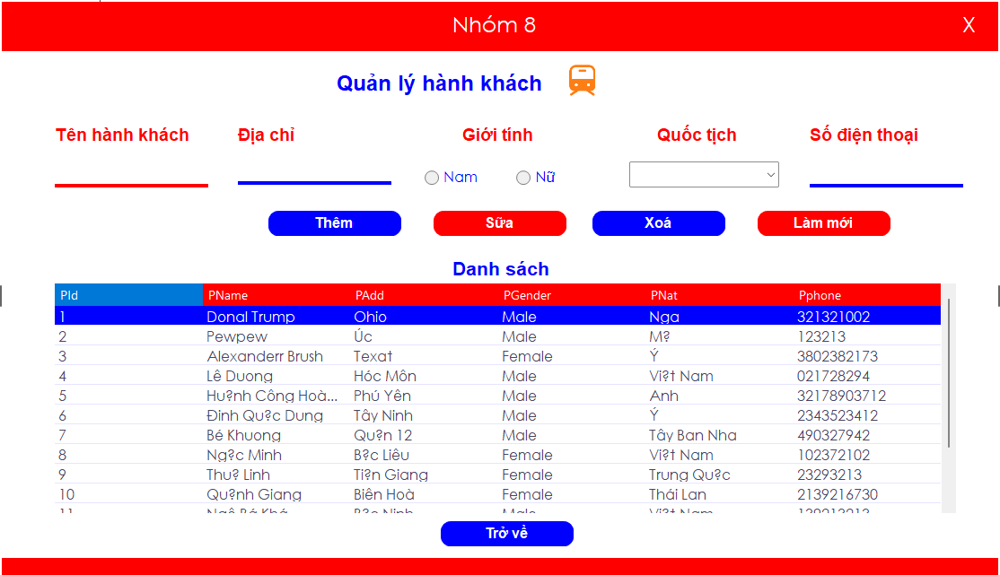 Nhóm 8 X
Quản lý hành khách
Tên hành khách Địa chỉ Giới tính Quốc tịch Số điện thoại
Nam Nữ
Thêm Sửa Xoá Làm mới
Danh sách
PId PName PAdd PGender PNat Pphone
1 Donal Trump Ohio Male Nga 321321002
2 Pewpew Úc Male M? 123213
3 Alexanderr Brush Texat Female Ý 3802382173
4 Lê Duong Hóc Môn Male Vi?t Nam 021728294
5 Hu?nh Công Hoà... Phú Yên Male Anh 32178903712
6 Đinh Qu?c Dung Tây Ninh Male Ý 2343523412
7 Bé Khuong Qu?n 12 Male Tây Ban Nha 490327942
8 Ng?c Minh B?c Liêu Female Vi?t Nam 102372102
9 Thu? Linh Ti?n Giang Female Trung Qu?c 23293213
10 Qu?nh Giang Biên Hoà Female Thái Lan 2139216730
11 Ngô Bá Khá B?c Ninh Male Vi?t Nam
Trở về